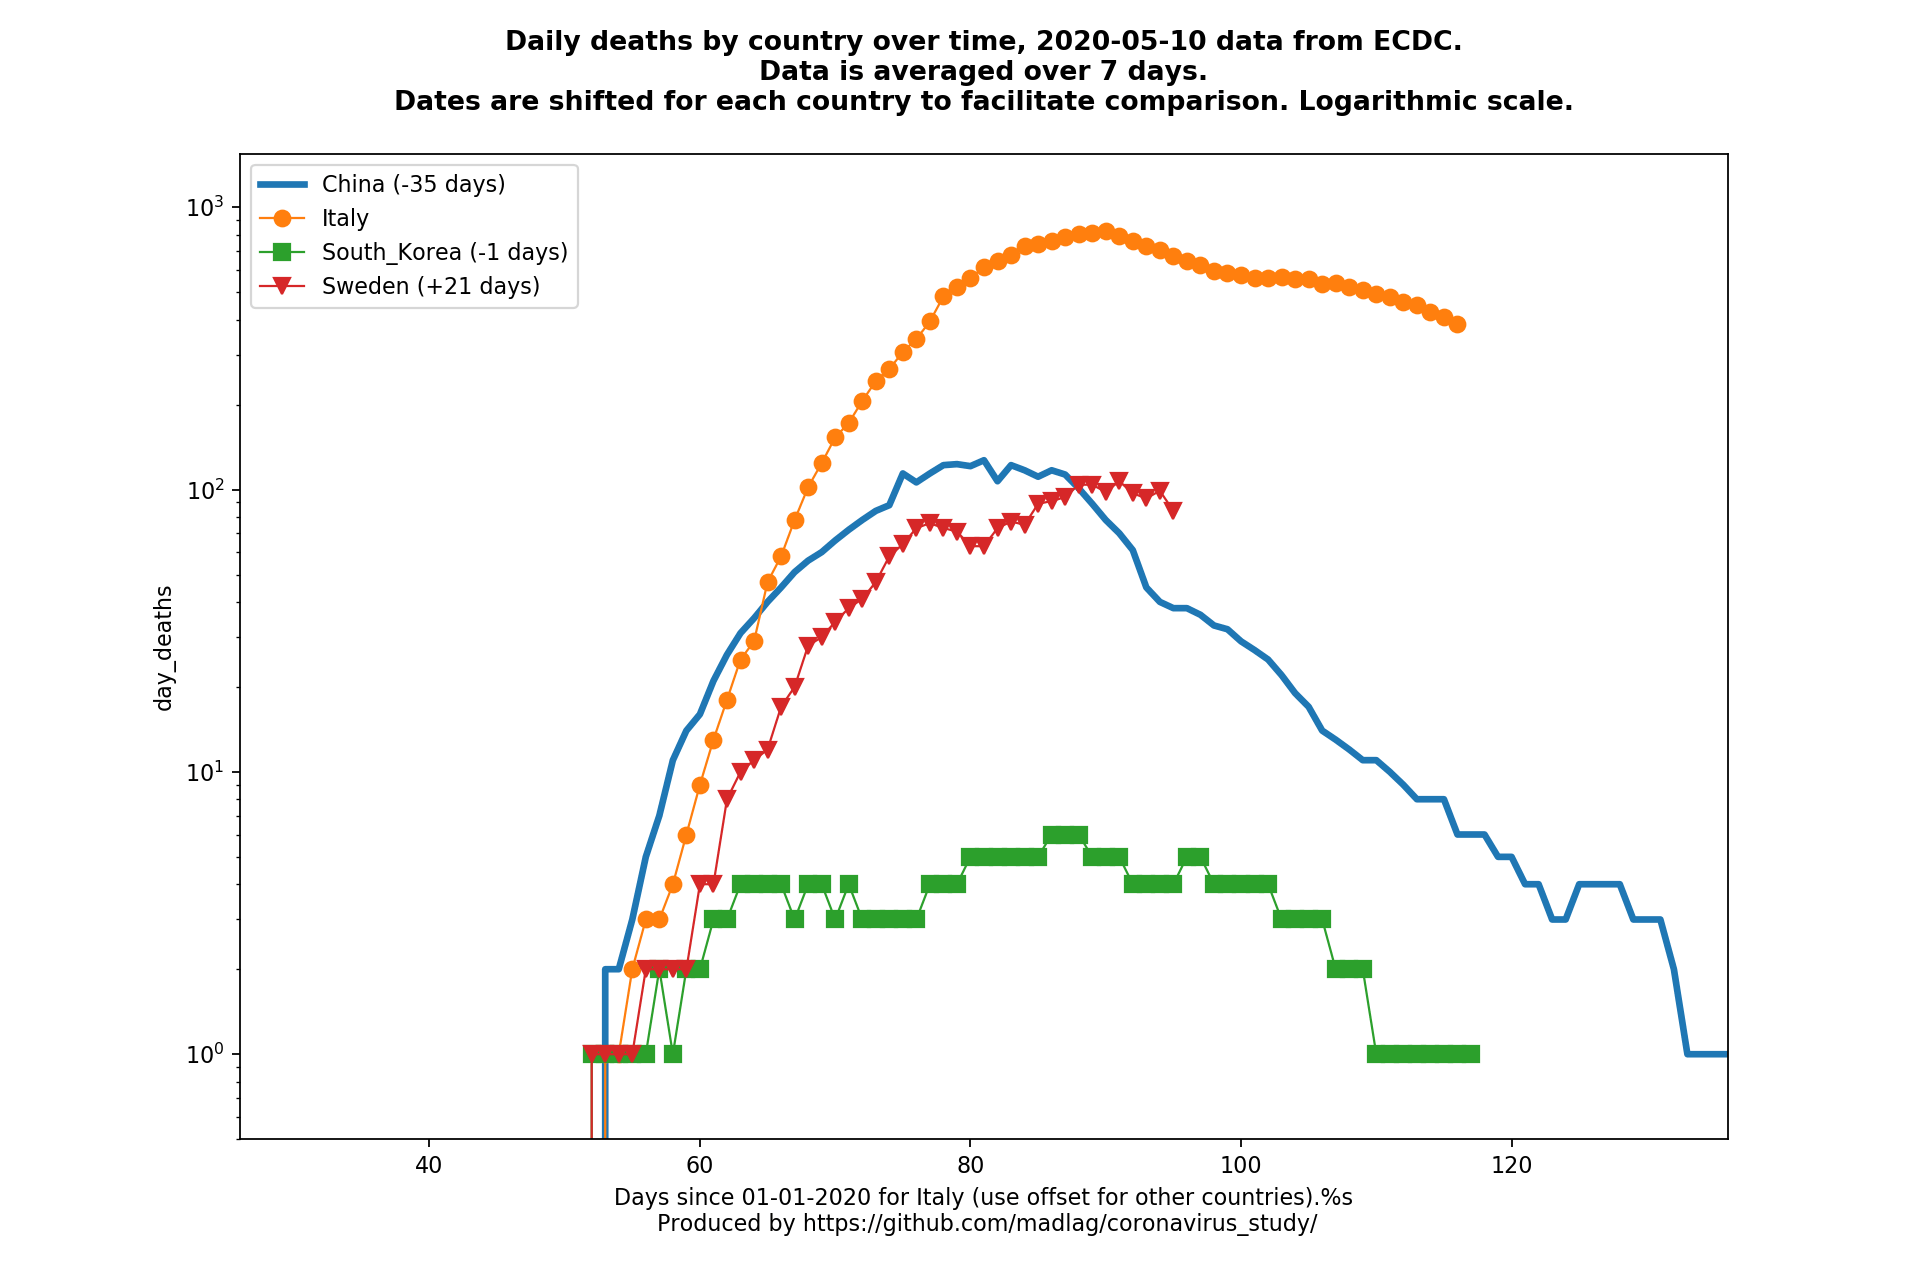 Daily deaths by country over time, 2020-05-10 data from ECDC.
Data is averaged over 7 days.
Dates are shifted for each country to facilitate comparison. Logarithmic scale.
China (-35 days)
Italy
South_Korea (-1 days)
Sweden (+21 days)
10³
10²
10¹
10⁰
day_deaths
40 60 80 100 120
Days since 01-01-2020 for Italy (use offset for other countries).%s
Produced by https://github.com/madlag/coronavirus_study/